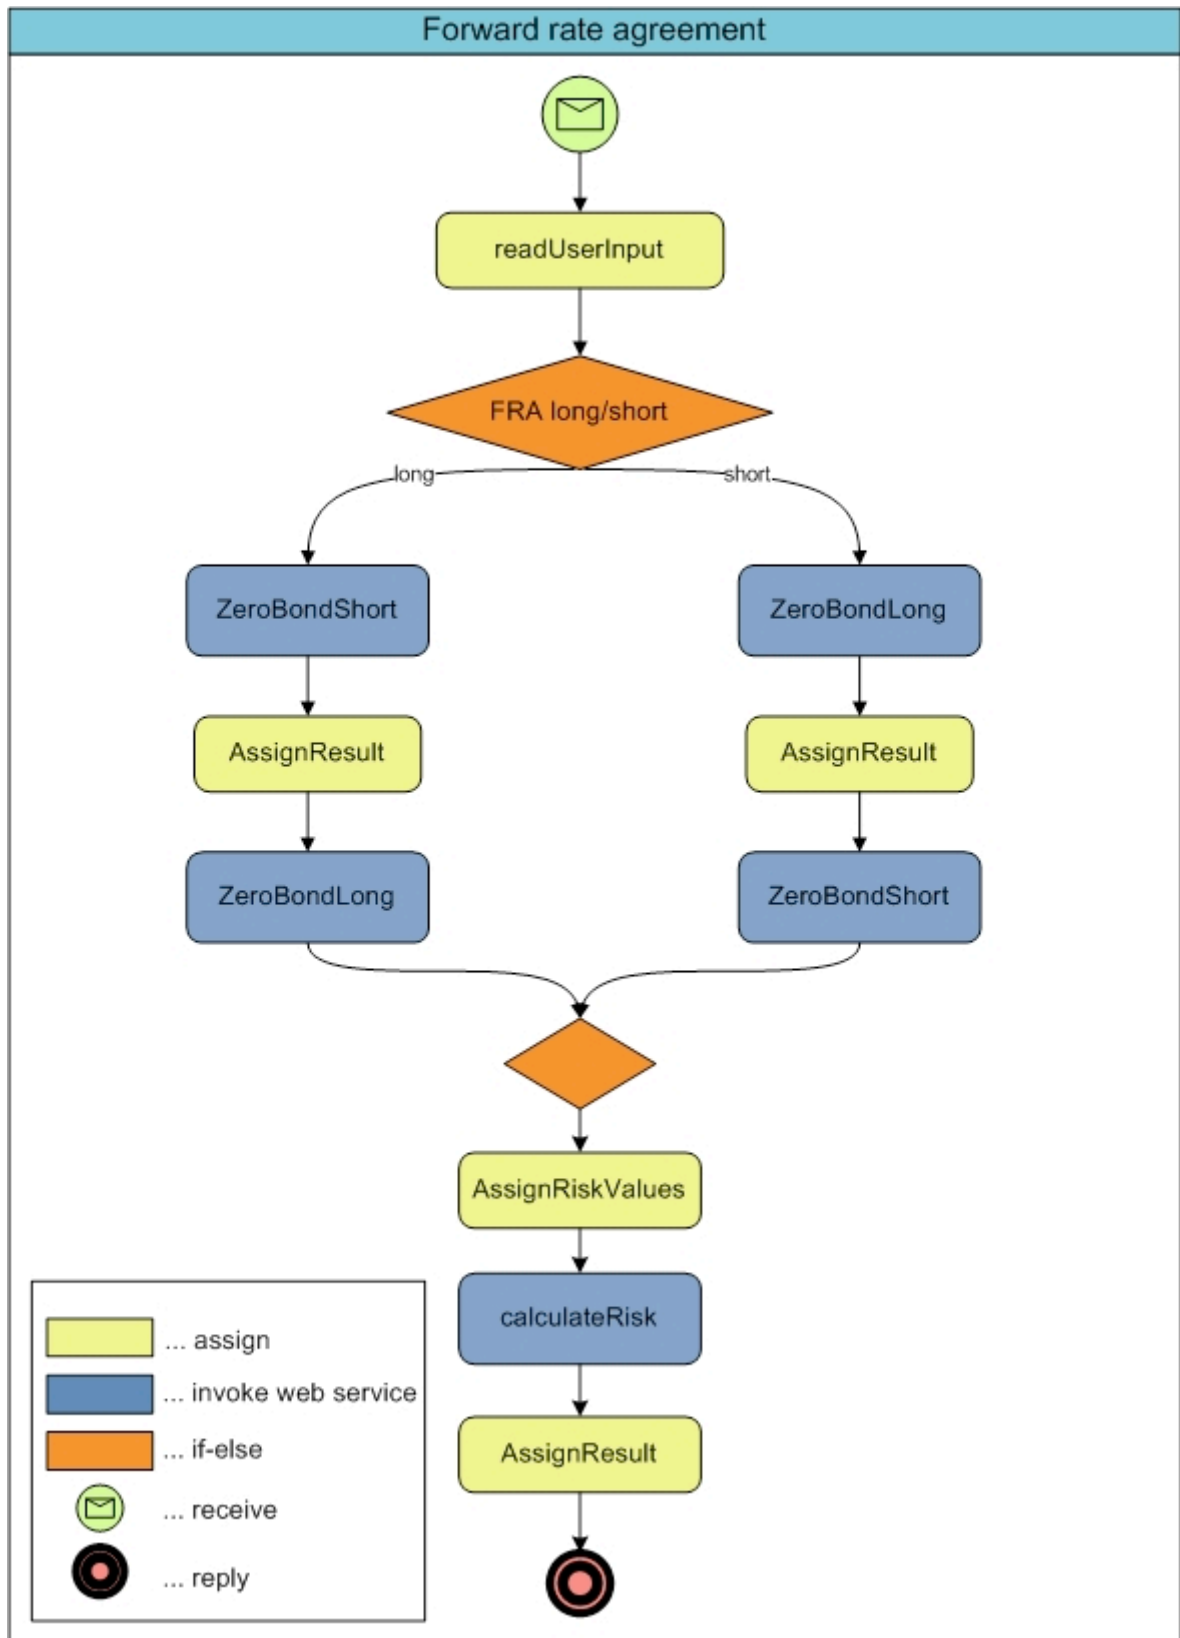 Forward rate agreement
readUserInput
FRA long/short
long
short
ZeroBondShort
ZeroBondLong
AssignResult
AssignResult
ZeroBondLong
ZeroBondShort
AssignRiskValues
calculateRisk
AssignResult
... assign
... invoke web service
... if-else
... receive
... reply